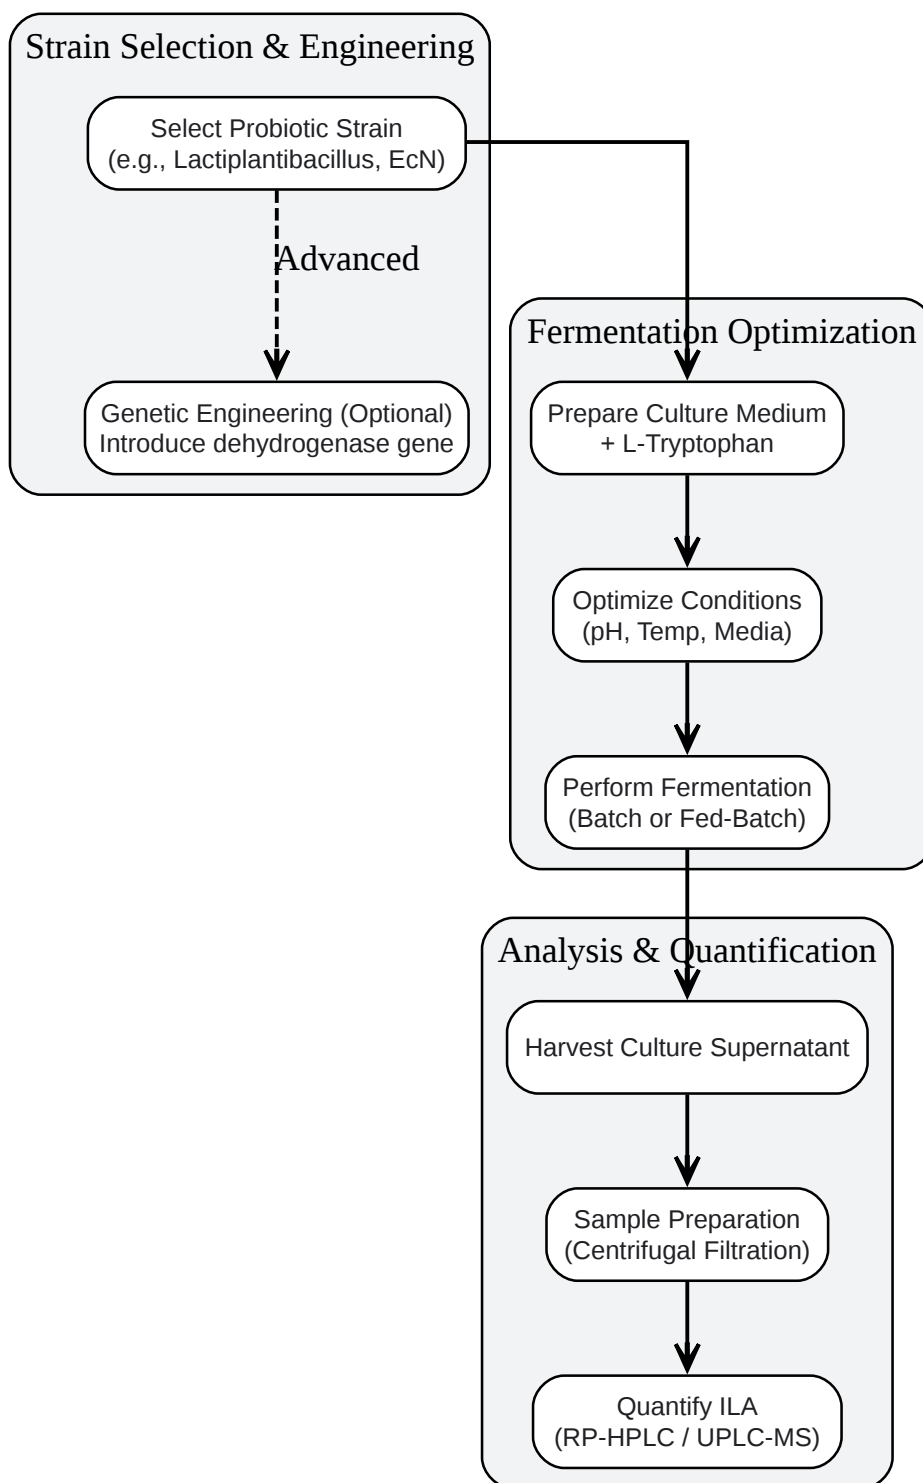 Strain Selection & Engineering
Select Probiotic Strain
(e.g., Lactiplantibacillus, EcN)
Advanced
Genetic Engineering (Optional)
Introduce dehydrogenase gene
Fermentation Optimization
Prepare Culture Medium
+ L-Tryptophan
Optimize Conditions
(pH, Temp, Media)
Perform Fermentation
(Batch or Fed-Batch)
Analysis & Quantification
Harvest Culture Supernatant
Sample Preparation
(Centrifugal Filtration)
Quantify ILA
(RP-HPLC / UPLC-MS)